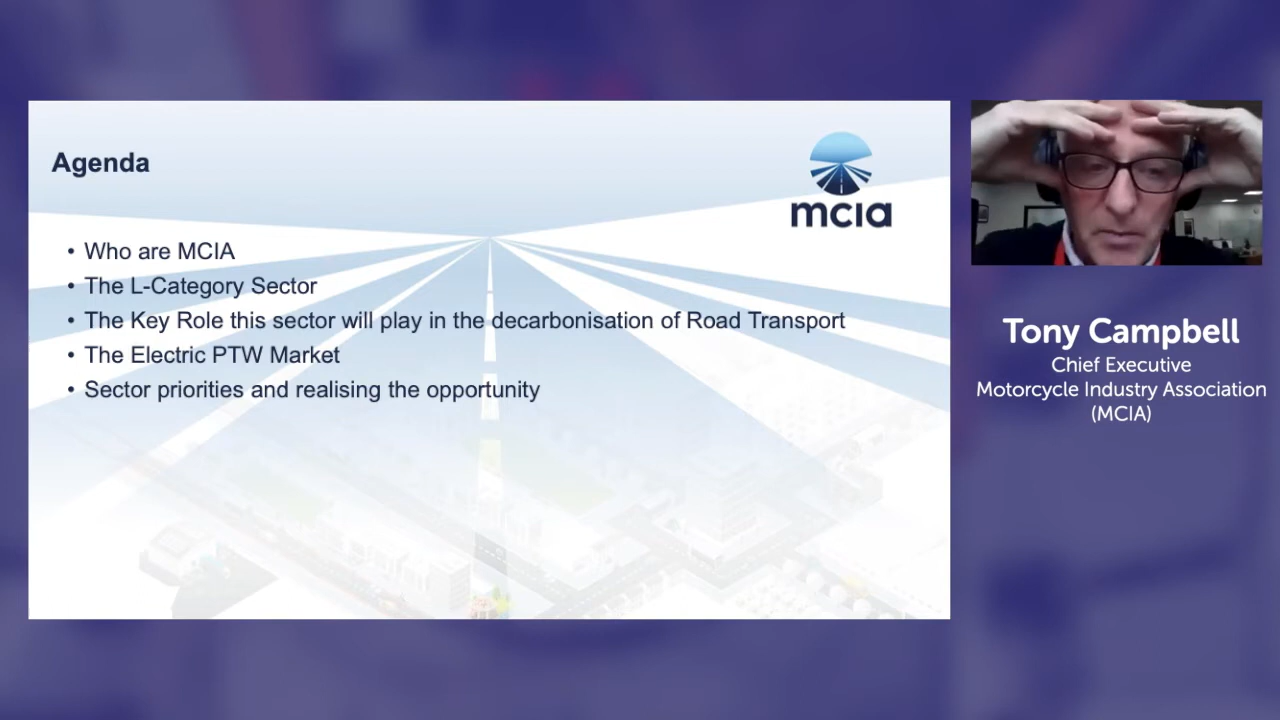 Agenda
mcia
• Who are MCIA
• The L-Category Sector
• The Key Role this sector will play in the decarbonisation of Road Transport
• The Electric PTW Market
• Sector priorities and realising the opportunity
Tony Campbell
Chief Executive
Motorcycle Industry Association
(MCIA)